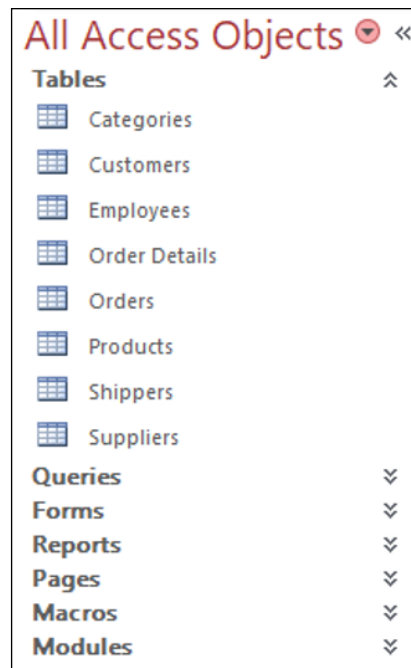 All Access Objects
Tables
Categories
Customers
Employees
Order Details
Orders
Products
Shippers
Suppliers
Queries
Forms
Reports
Pages
Macros
Modules